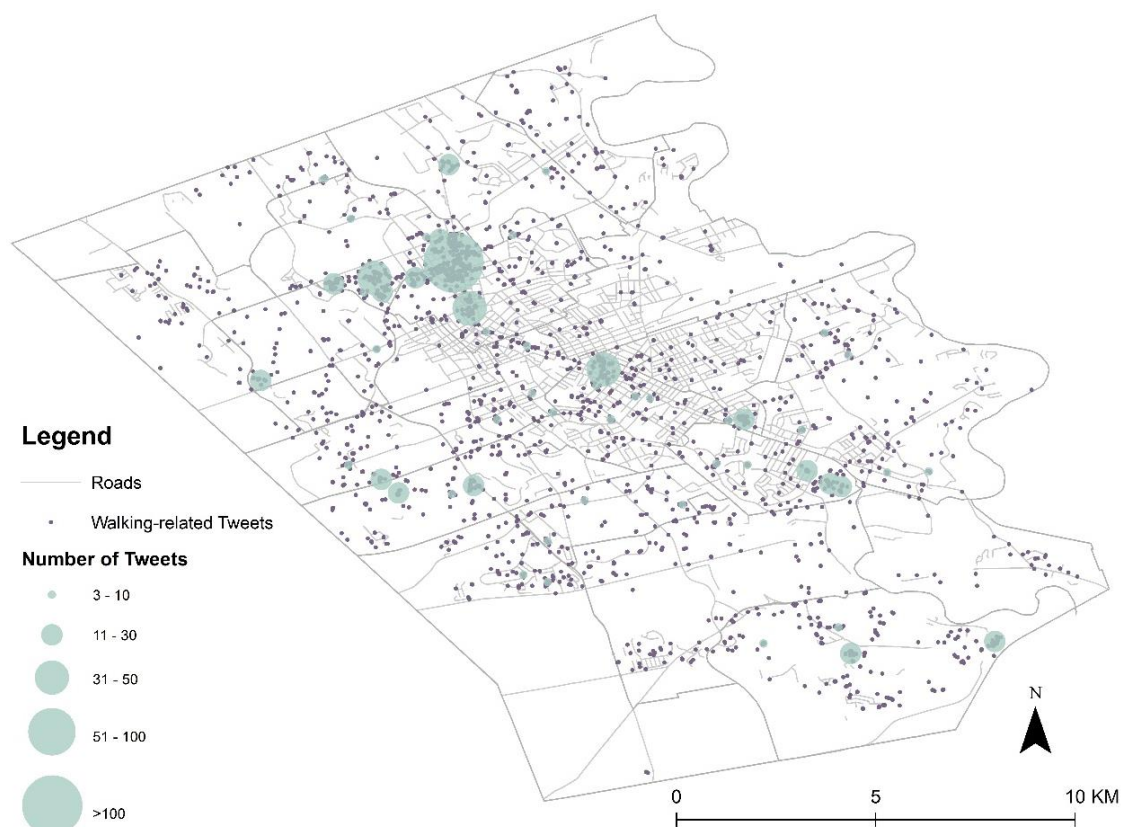 Legend
Roads
Walking-related Tweets
Number of Tweets
3 - 10
11 - 30
31 - 50
51 - 100
>100
N
0 5 10 KM